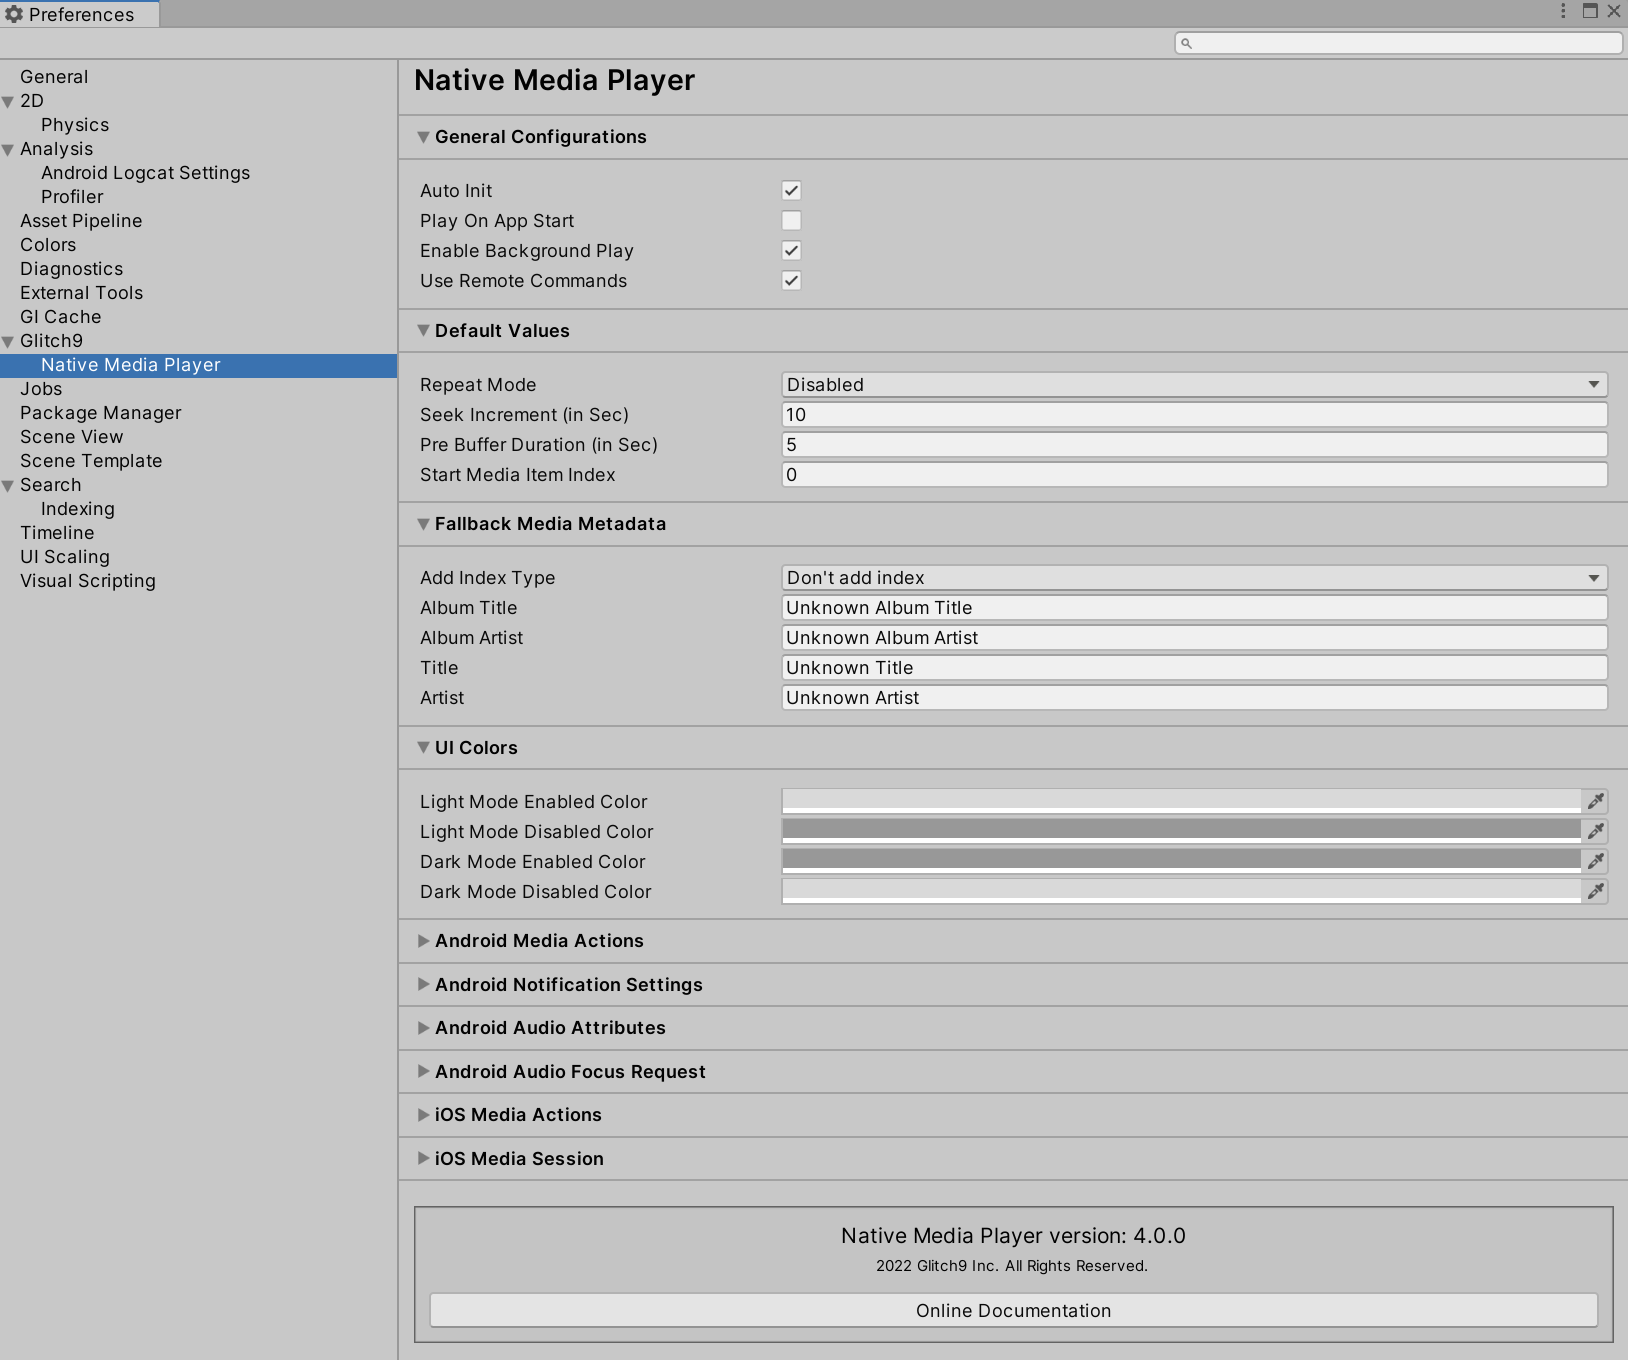 Preferences
General
2D
Physics
Analysis
Android Logcat Settings
Profiler
Asset Pipeline
Colors
Diagnostics
External Tools
GI Cache
Glitch9
Native Media Player
Jobs
Package Manager
Scene View
Scene Template
Search
Indexing
Timeline
UI Scaling
Visual Scripting
Native Media Player
General Configurations
Auto Init
Play On App Start
Enable Background Play
Use Remote Commands
Default Values
Repeat Mode Disabled
Seek Increment (in Sec) 10
Pre Buffer Duration (in Sec) 5
Start Media Item Index 0
Fallback Media Metadata
Add Index Type Don't add index
Album Title Unknown Album Title
Album Artist Unknown Album Artist
Title Unknown Title
Artist Unknown Artist
UI Colors
Light Mode Enabled Color
Light Mode Disabled Color
Dark Mode Enabled Color
Dark Mode Disabled Color
Android Media Actions
Android Notification Settings
Android Audio Attributes
Android Audio Focus Request
iOS Media Actions
iOS Media Session
Native Media Player version: 4.0.0
2022 Glitch9 Inc. All Rights Reserved.
Online Documentation